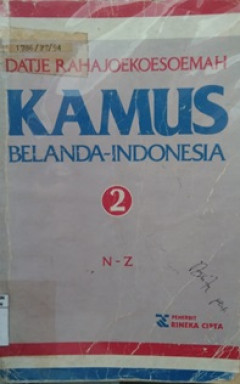 DATJE RAHAJOEKOESOEMAH
KAMUS
BELANDA-INDONESIA
2
N-Z
PENERBIT
RINEKA CIPTA